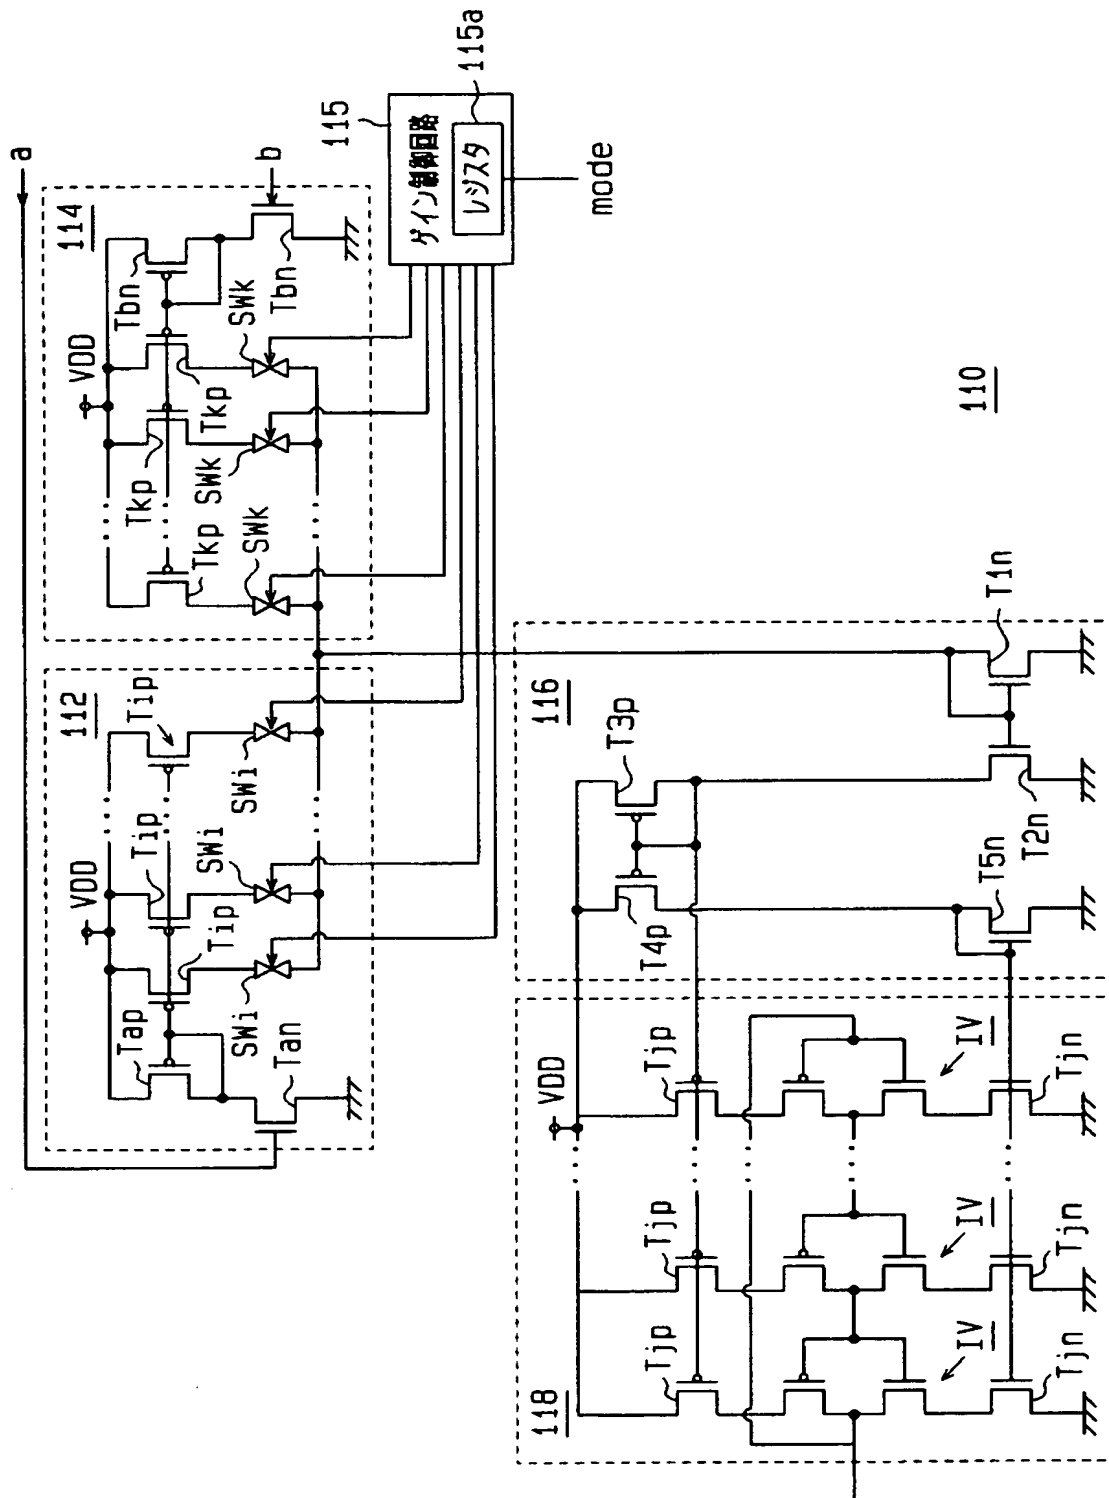 a
114
VDD
Tbn
Tkp
Tkp
Tkp
SWk
SWk
SWk
Tbn
b
115
ゲイン制御回路
レジスタ
115a
mode
112
VDD
Tap
Tip
Tip
Tip
SWi
SWi
SWi
Tan
110
116
T3p
T4p
T5n
T2n
T1n
118
VDD
Tjp
Tjp
Tjp
IV
IV
IV
Tjn
Tjn
Tjn